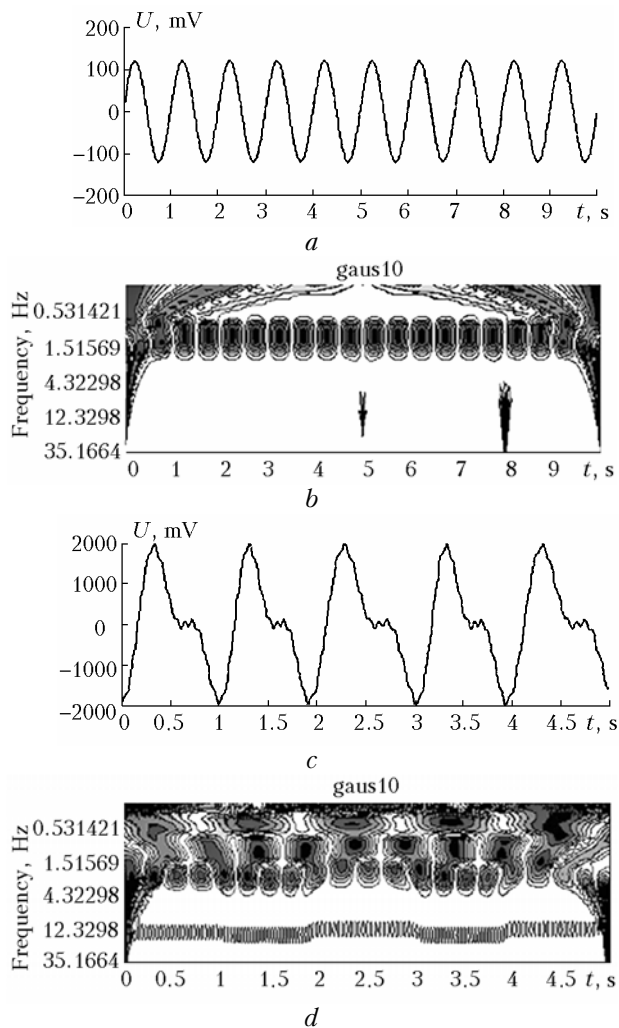 U, mV
200
100
0
−100
−200
0 1 2 3 4 5 6 7 8 9 t, s
a
gaus10
Frequency, Hz
0.531421
1.51569
4.32298
12.3298
35.1664
0 1 2 3 4 5 6 7 8 9 t, s
b
U, mV
2000
1000
0
−1000
−2000
0 0.5 1 1.5 2 2.5 3 3.5 4 4.5 t, s
c
gaus10
Frequency, Hz
0.531421
1.51569
4.32298
12.3298
35.1664
0 0.5 1 1.5 2 2.5 3 3.5 4 4.5 t, s
d